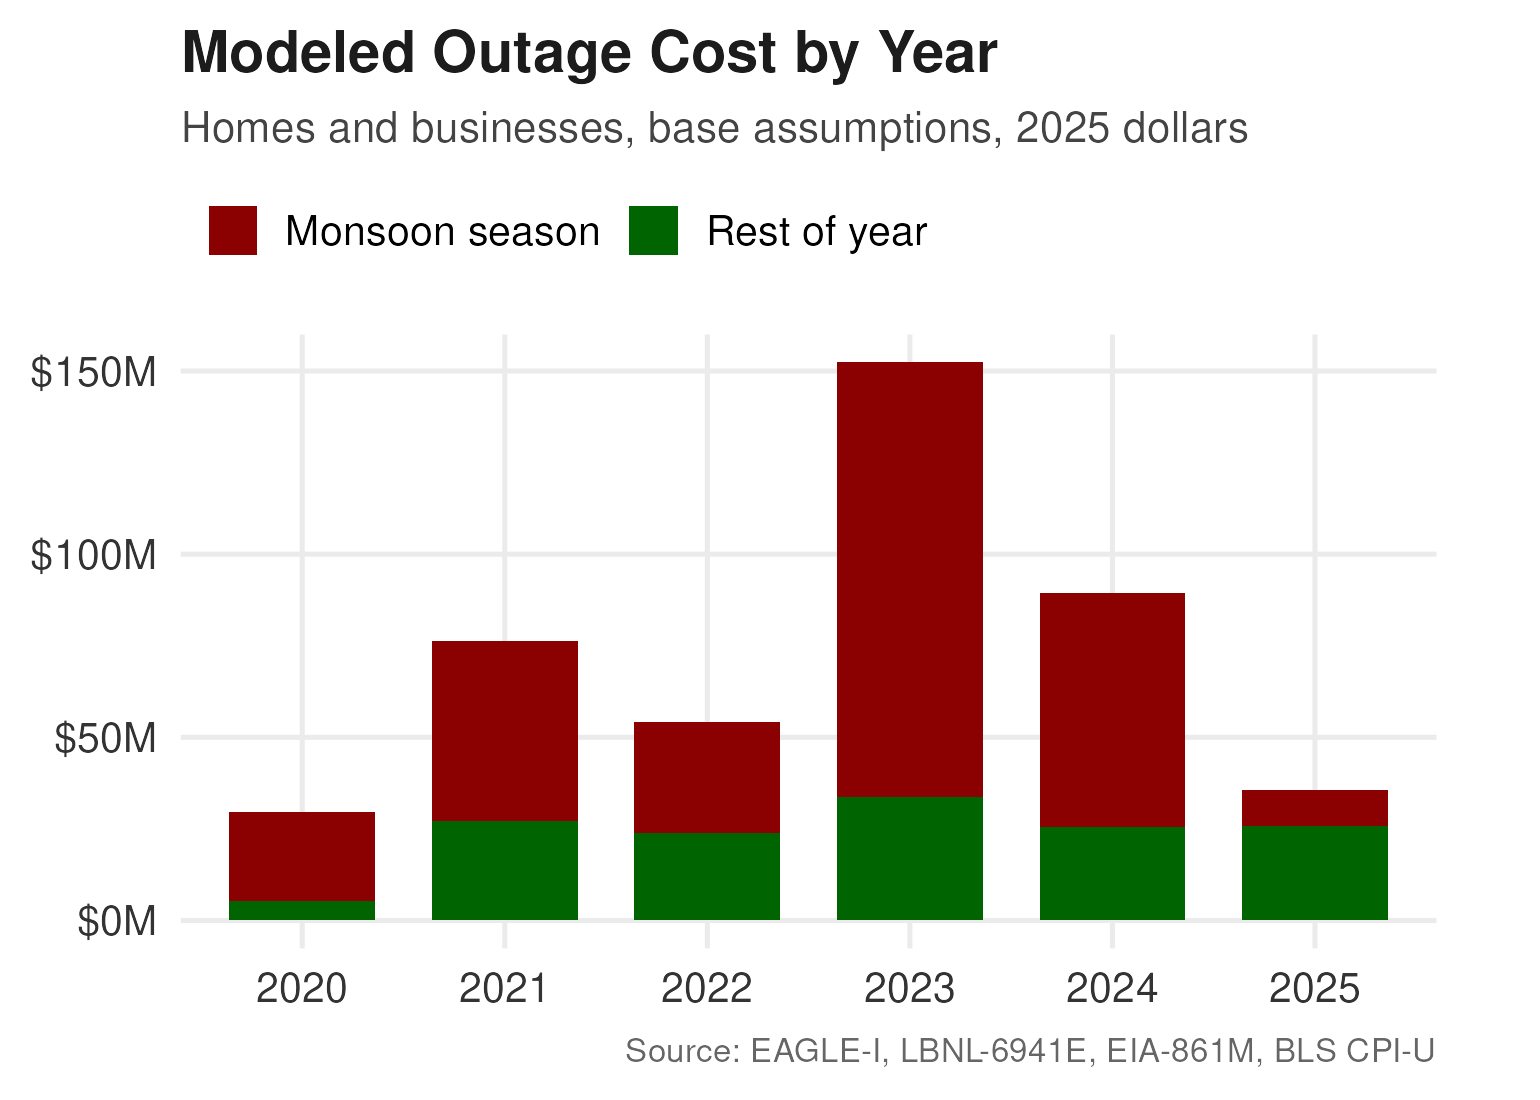 Modeled Outage Cost by Year
Homes and businesses, base assumptions, 2025 dollars
Monsoon season Rest of year
$150M
$100M
$50M
$0M
2020 2021 2022 2023 2024 2025
Source: EAGLE-I, LBNL-6941E, EIA-861M, BLS CPI-U